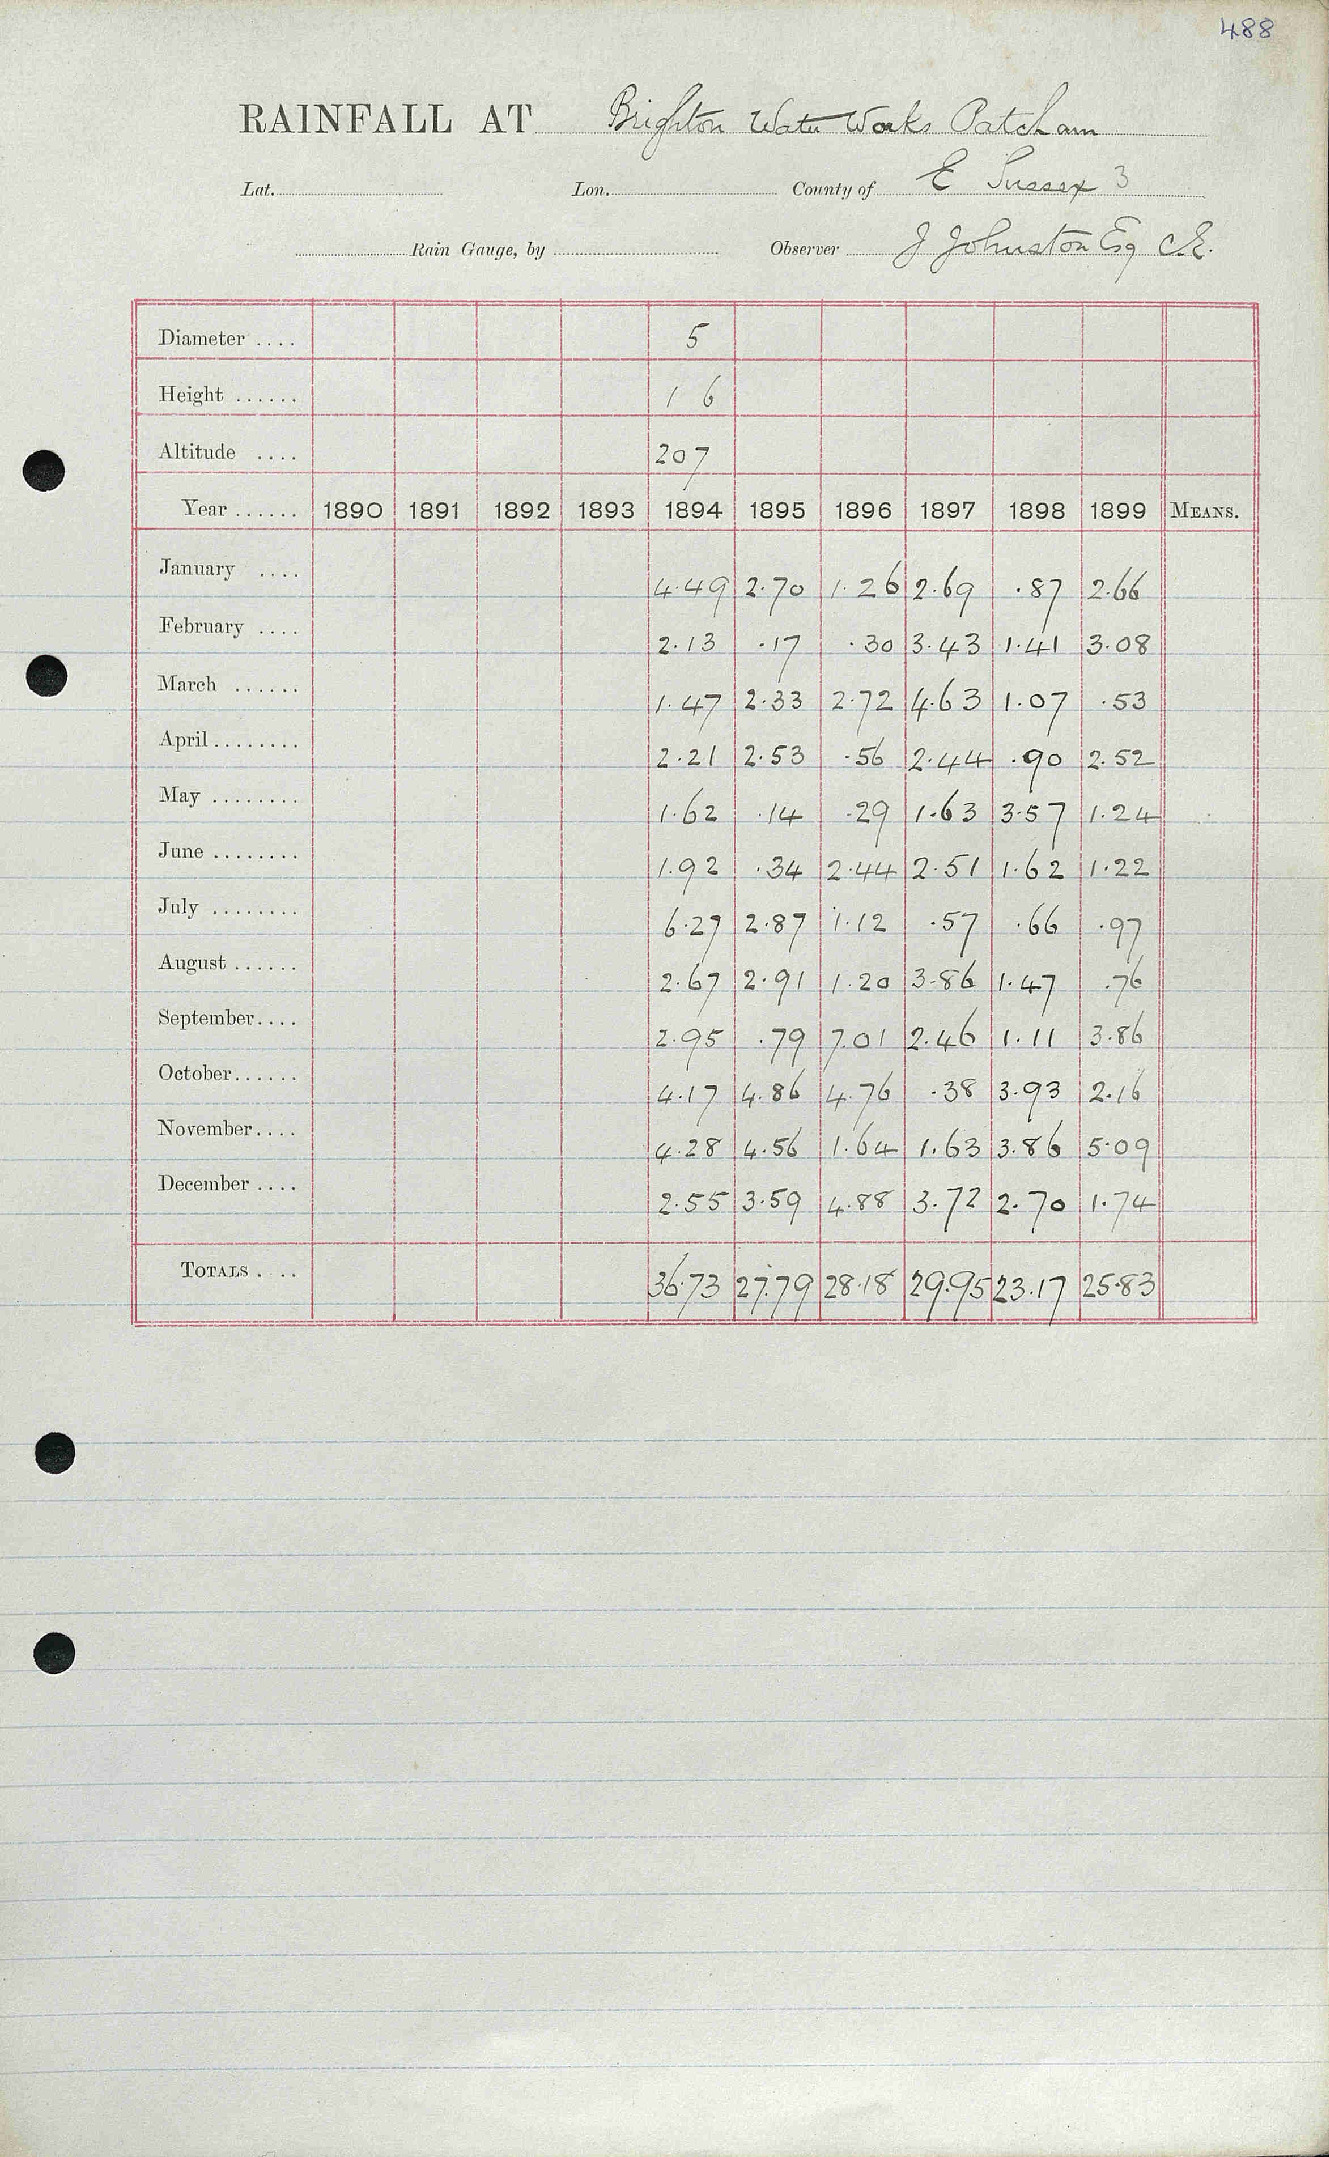 488
RAINFALL AT Brighton Water Works Patcham
Lat. Lon. County of E Sussex 3
Rain Gauge, by Observer J Johnston Esq C.E.
Diameter .... 5
Height ...... 1 6
Altitude .... 207
Year ...... 1890 1891 1892 1893 1894 1895 1896 1897 1898 1899 MEANS.
January .... 4.49 2.70 1.26 2.69 .87 2.66
February .... 2.13 .17 .30 3.43 1.41 3.08
March ...... 1.47 2.33 2.72 4.63 1.07 .53
April ........ 2.21 2.53 .56 2.44 .90 2.52
May ........ 1.62 .14 .29 1.63 3.57 1.24
June ........ 1.92 .34 2.44 2.51 1.62 1.22
July ........ 6.27 2.87 1.12 .57 .66 .97
August ...... 2.67 2.91 1.20 3.86 1.47 .76
September.... 2.95 .79 7.01 2.46 1.11 3.86
October...... 4.17 4.86 4.76 .38 3.93 2.16
November.... 4.28 4.56 1.64 1.63 3.86 5.09
December .... 2.55 3.59 4.88 3.72 2.70 1.74
TOTALS .... 36.73 27.79 28.18 29.95 23.17 25.83